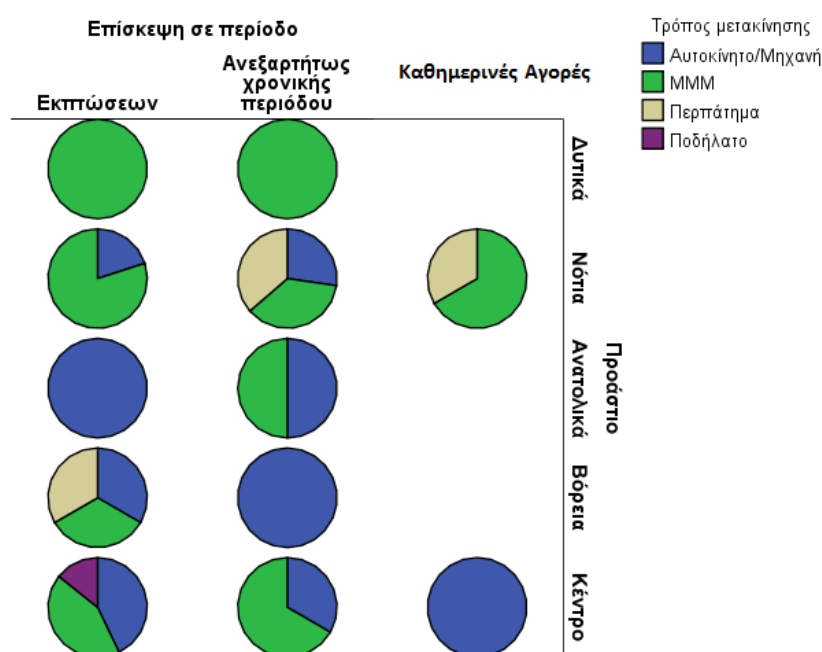 Επίσκεψη σε περίοδο
Εκπτώσεων
Ανεξαρτήτως
χρονικής
περιόδου
Καθημερινές Αγορές
Τρόπος μετακίνησης
Αυτοκίνητο/Μηχανή
ΜΜΜ
Περπάτημα
Ποδήλατο
Δυτικά
Νότια
Ανατολικά
Βόρεια
Κέντρο
Προάστιο